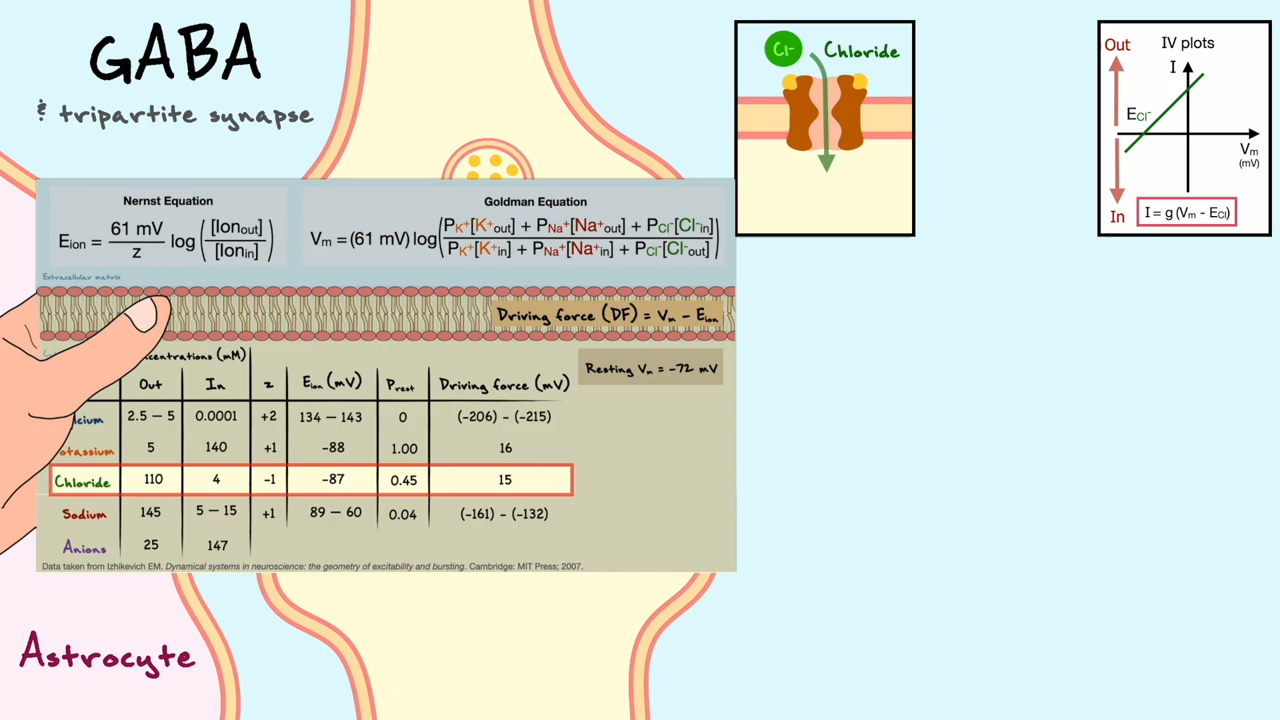 GABA
& tripartite synapse
Cl-
Chloride
Out
IV plots
I
ECl-
Vm
(mV)
In
I = g (Vm - ECl)
Nernst Equation
Eion = 61 mV / z log ([Ionout] / [Ionin])
Goldman Equation
Vm = (61 mV) log (PK+[K+out] + PNa+[Na+out] + PCl-[Cl-in] / PK+[K+in] + PNa+[Na+in] + PCl-[Cl-out])
Extracellular matrix
Driving force (DF) = Vm – Eion
centrations (mM)
Resting Vm = -72 mV
Out In z Eion (mV) Prest Driving force (mV)
lcium 2.5 – 5 0.0001 +2 134 – 143 0 (-206) – (-215)
otassium 5 140 +1 -88 1.00 16
Chloride 110 4 -1 -87 0.45 15
Sodium 145 5 – 15 +1 89 – 60 0.04 (-161) – (-132)
Anions 25 147
Data taken from Izhikevich EM. Dynamical systems in neuroscience: the geometry of excitability and bursting. Cambridge: MIT Press; 2007.
Astrocyte